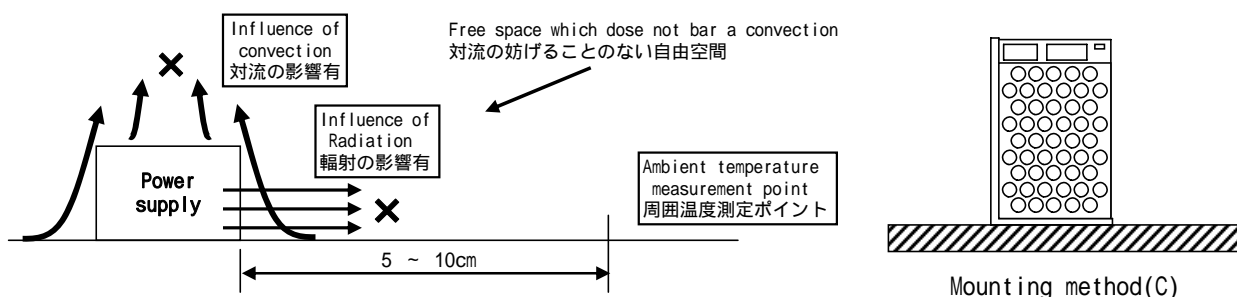 Influence of
convection
対流の影響有
Free space which dose not bar a convection
対流の妨げることのない自由空間
Influence of
Radiation
輻射の影響有
Power
supply
Ambient temperature
measurement point
周囲温度測定ポイント
5 ~ 10cm
Mounting method(C)